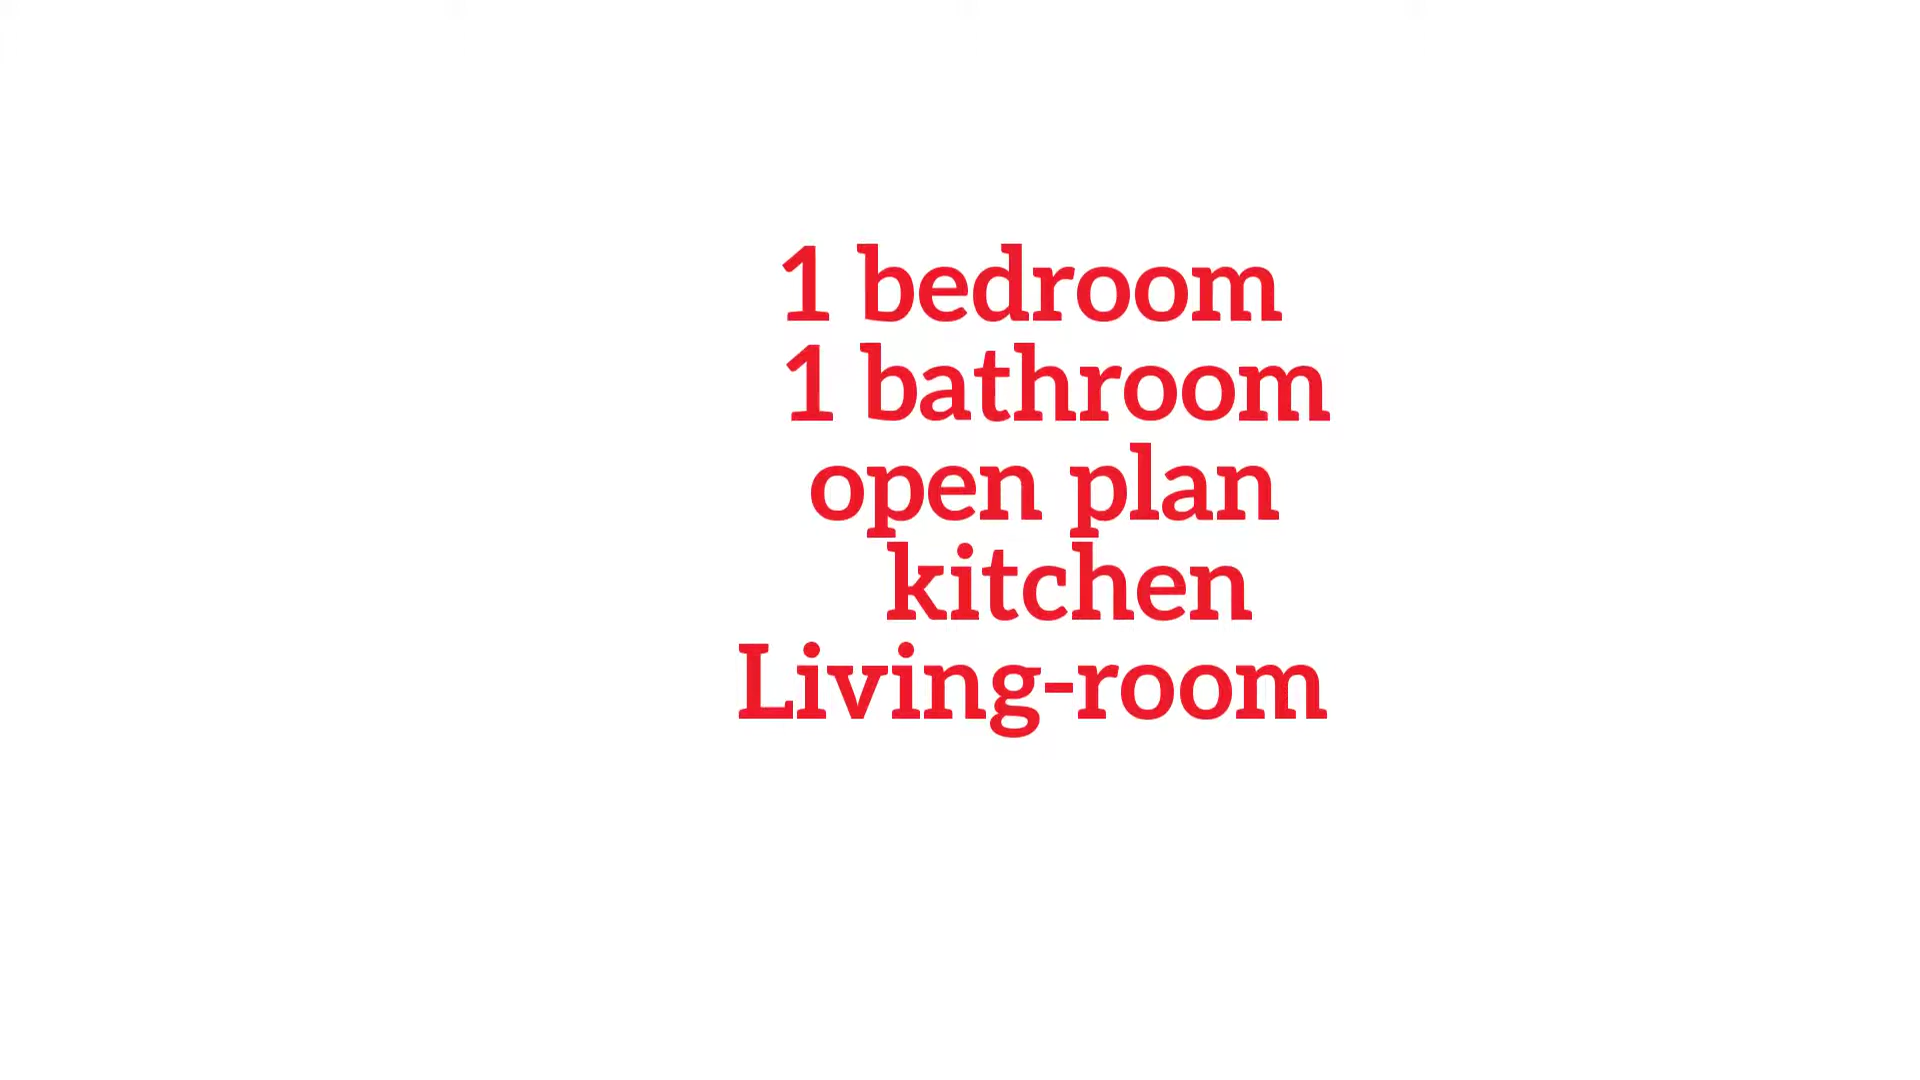 1 bedroom
1 bathroom
open plan
kitchen
Living-room